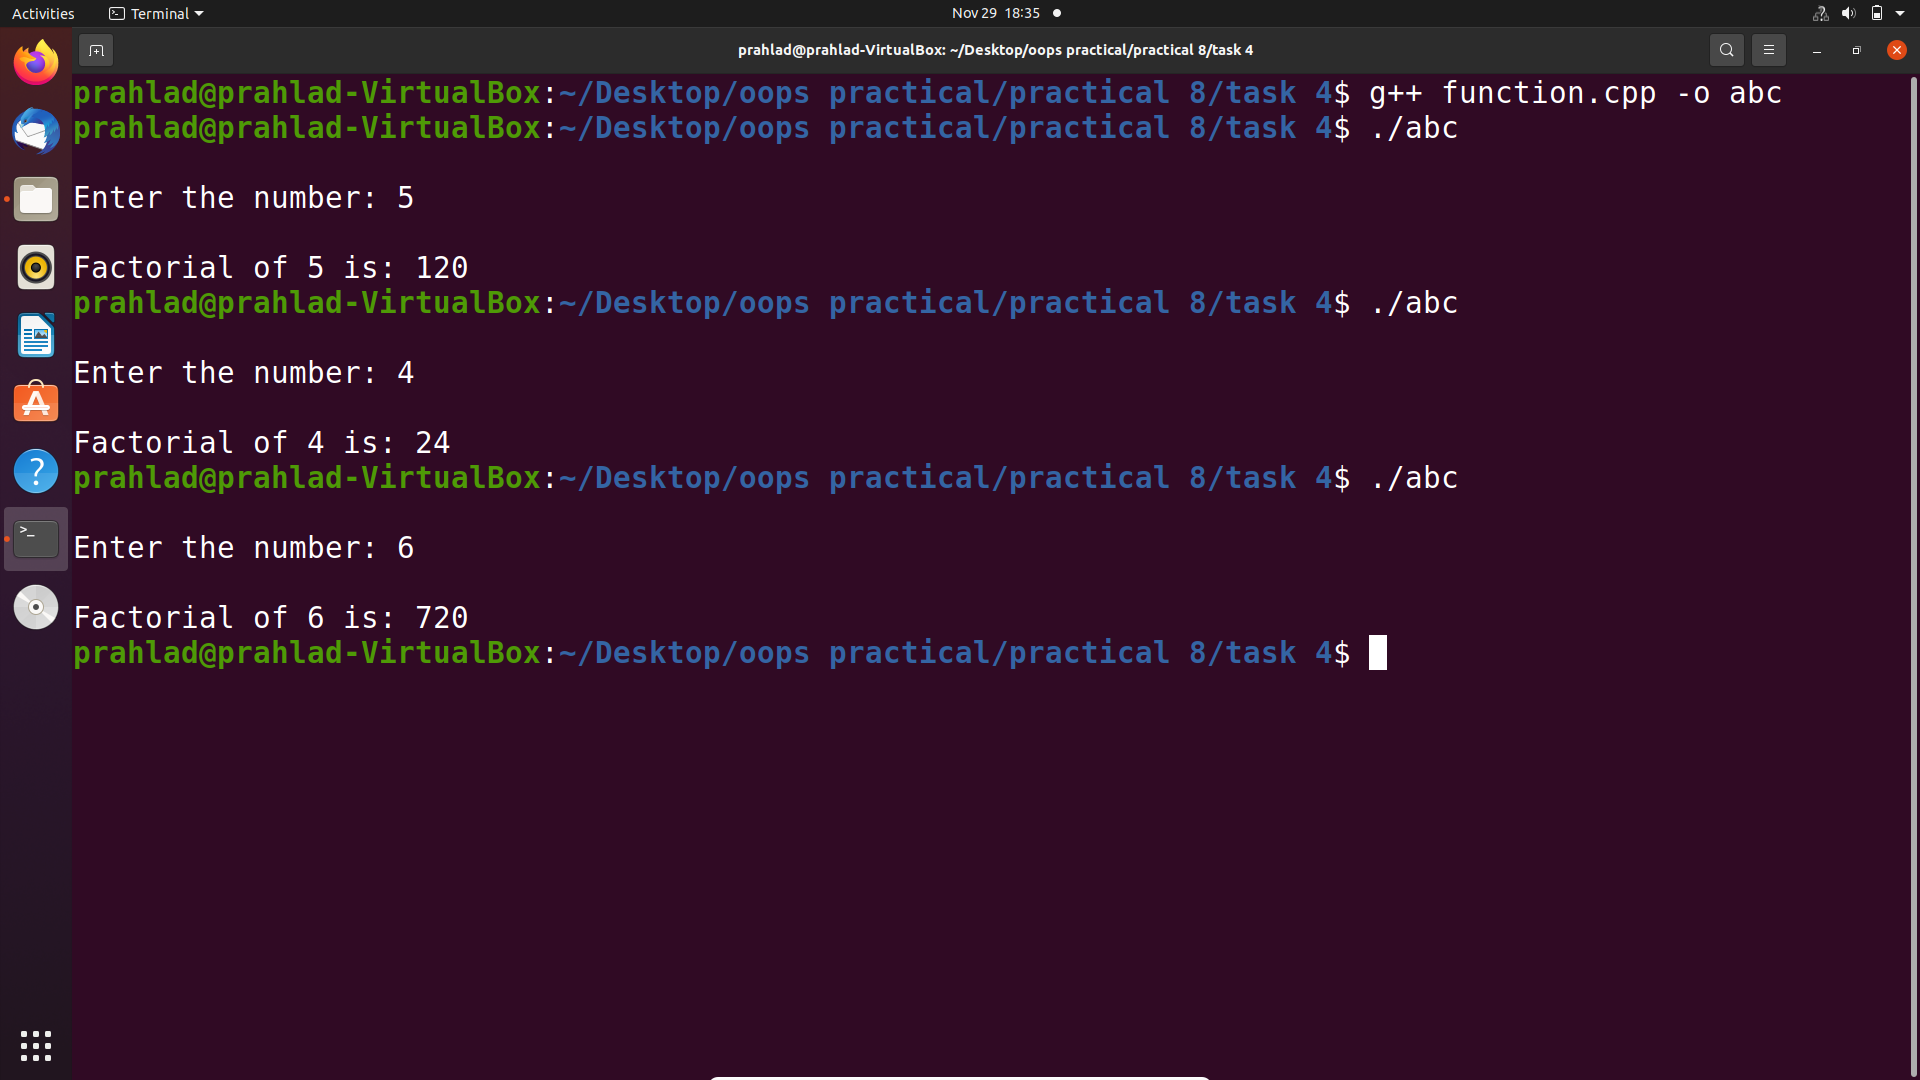 Activities
Terminal
Nov 29 18:35
prahlad@prahlad-VirtualBox: ~/Desktop/oops practical/practical 8/task 4
prahlad@prahlad-VirtualBox:~/Desktop/oops practical/practical 8/task 4$ g++ function.cpp -o abc
prahlad@prahlad-VirtualBox:~/Desktop/oops practical/practical 8/task 4$ ./abc
Enter the number: 5
Factorial of 5 is: 120
prahlad@prahlad-VirtualBox:~/Desktop/oops practical/practical 8/task 4$ ./abc
Enter the number: 4
Factorial of 4 is: 24
prahlad@prahlad-VirtualBox:~/Desktop/oops practical/practical 8/task 4$ ./abc
Enter the number: 6
Factorial of 6 is: 720
prahlad@prahlad-VirtualBox:~/Desktop/oops practical/practical 8/task 4$